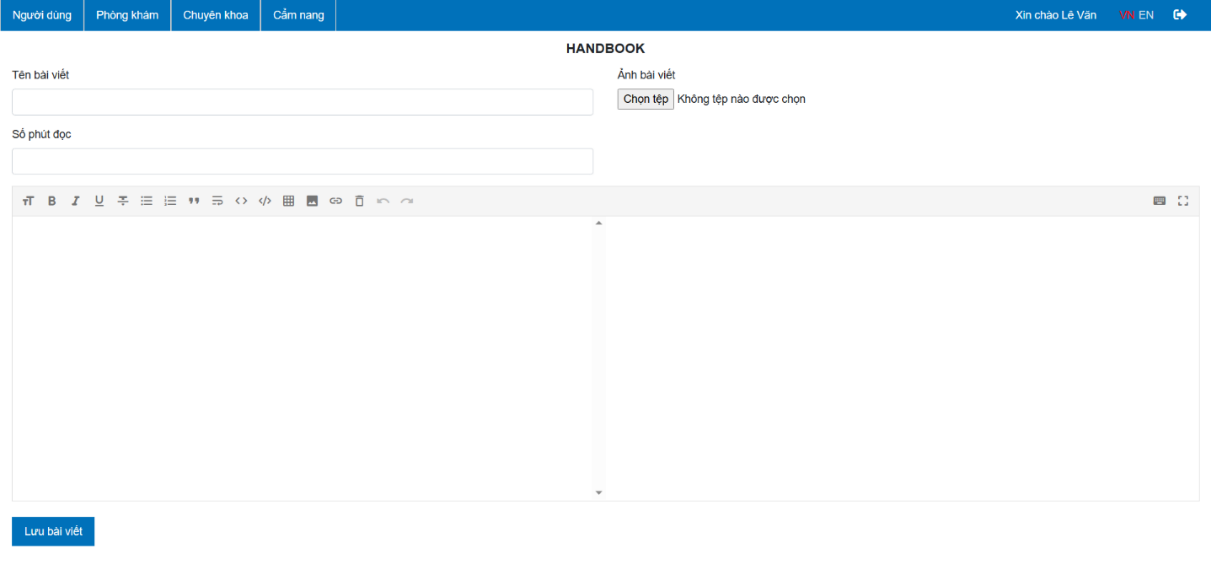 Người dùng Phòng khám Chuyên khoa Cẩm nang Xin chào Lê Văn VN EN
HANDBOOK
Tên bài viết Ảnh bài viết
Chọn tệp Không tệp nào được chọn
Số phút đọc
Lưu bài viết